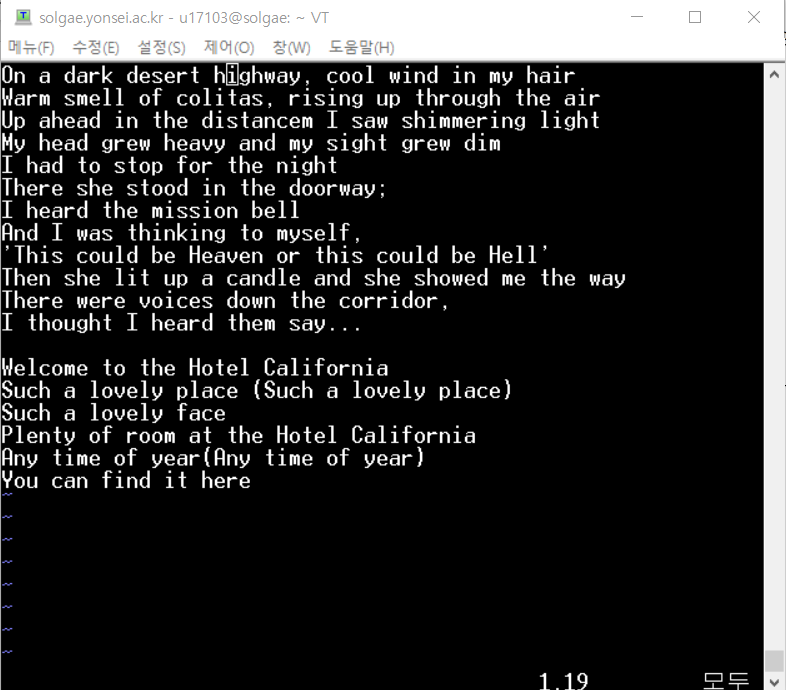 solgae.yonsei.ac.kr - u17103@solgae: ~ VT
메뉴(F) 수정(E) 설정(S) 제어(O) 창(W) 도움말(H)
On a dark desert highway, cool wind in my hair
Warm smell of colitas, rising up through the air
Up ahead in the distancem I saw shimmering light
My head grew heavy and my sight grew dim
I had to stop for the night
There she stood in the doorway;
I heard the mission bell
And I was thinking to myself,
'This could be Heaven or this could be Hell'
Then she lit up a candle and she showed me the way
There were voices down the corridor,
I thought I heard them say...
Welcome to the Hotel California
Such a lovely place (Such a lovely place)
Such a lovely face
Plenty of room at the Hotel California
Any time of year(Any time of year)
You can find it here
~
~
~
~
~
~
~
~
1,19 모두